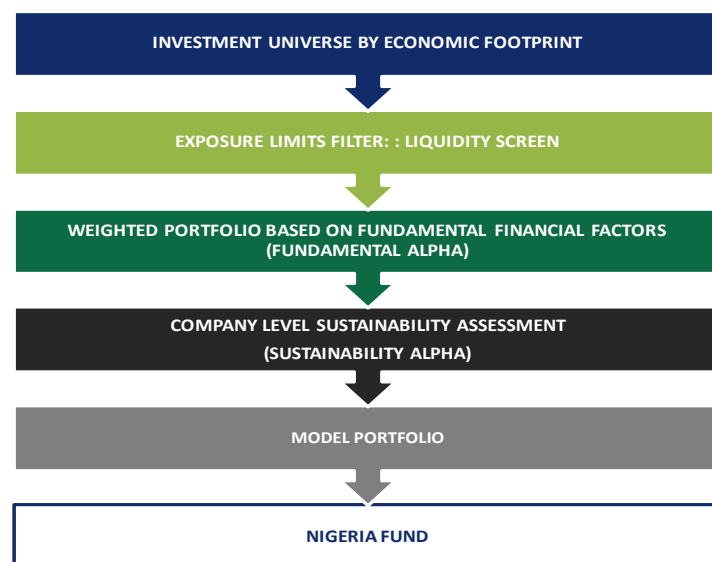 INVESTMENT UNIVERSE BY ECONOMIC FOOTPRINT
EXPOSURE LIMITS FILTER: : LIQUIDITY SCREEN
WEIGHTED PORTFOLIO BASED ON FUNDAMENTAL FINANCIAL FACTORS
(FUNDAMENTAL ALPHA)
COMPANY LEVEL SUSTAINABILITY ASSESSMENT
(SUSTAINABILITY ALPHA)
MODEL PORTFOLIO
NIGERIA FUND